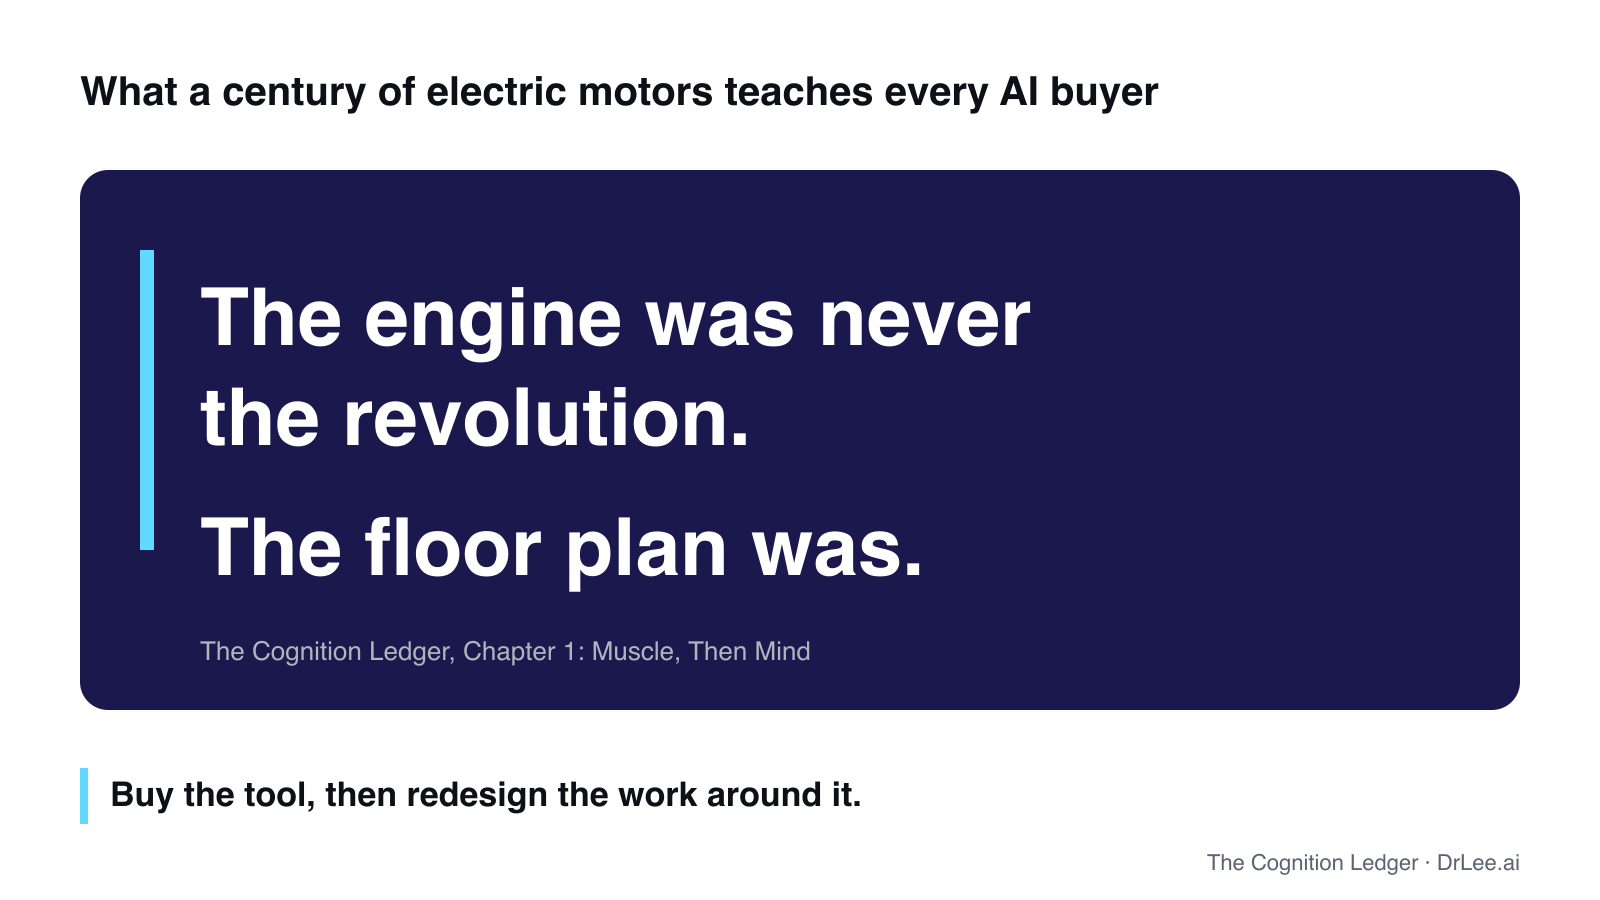 What a century of electric motors teaches every AI buyer
The engine was never
the revolution.
The floor plan was.
The Cognition Ledger, Chapter 1: Muscle, Then Mind
Buy the tool, then redesign the work around it.
The Cognition Ledger · DrLee.ai